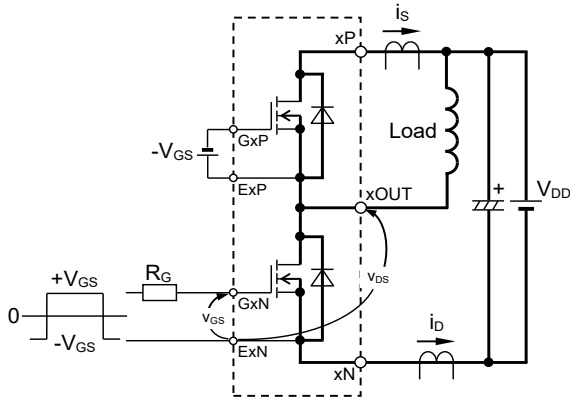 xP
iS
GxP
-VGS
Load
+
VDD
ExP
xOUT
+VGS
RG
0
GxN
vGS
vDS
-VGS
ExN
iD
xN